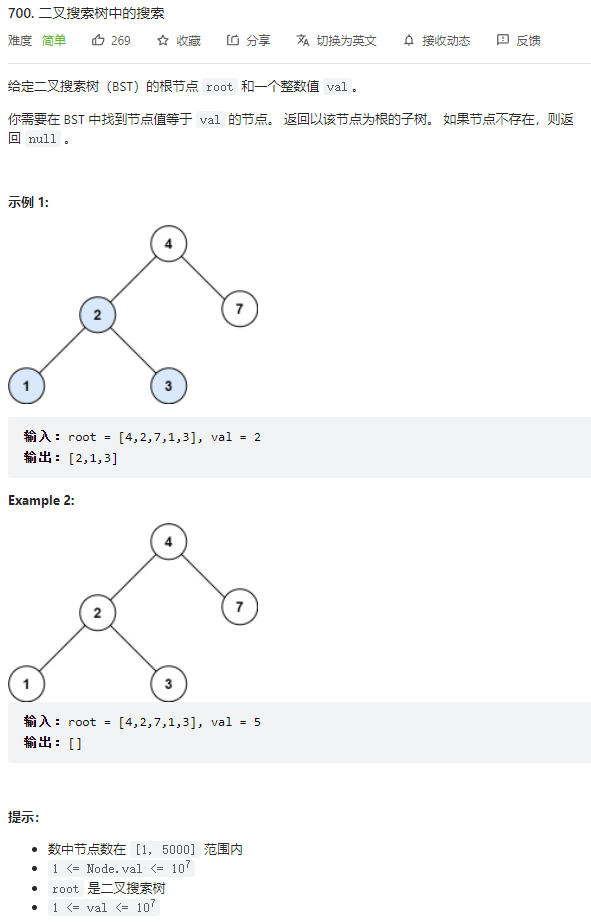 700. 二叉搜索树中的搜索
难度 简单 269 收藏 分享 切换为英文 接收动态 反馈
给定二叉搜索树（BST）的根节点 root 和一个整数值 val。
你需要在 BST 中找到节点值等于 val 的节点。 返回以该节点为根的子树。 如果节点不存在，则返
回 null 。
示例 1:
4
2
7
1
3
输入：root = [4,2,7,1,3], val = 2
输出：[2,1,3]
Example 2:
4
2
7
1
3
输入：root = [4,2,7,1,3], val = 5
输出：[]
提示：
数中节点数在 [1, 5000] 范围内
1 <= Node.val <= 10⁷
root 是二叉搜索树
1 <= val <= 10⁷